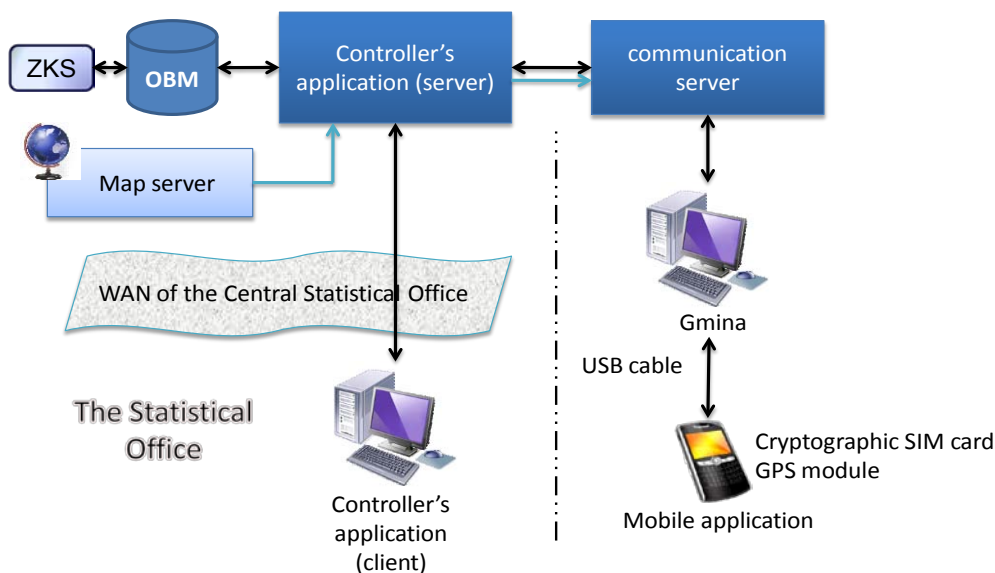 ZKS
OBM
Controller's
application (server)
communication
server
Map server
WAN of the Central Statistical Office
Gmina
USB cable
The Statistical
Office
Cryptographic SIM card
GPS module
Mobile application
Controller's
application
(client)